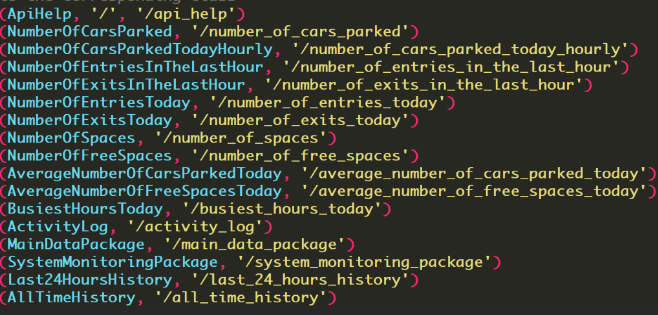 (ApiHelp, '/', '/api_help')
(NumberOfCarsParked, '/number_of_cars_parked')
(NumberOfCarsParkedTodayHourly, '/number_of_cars_parked_today_hourly')
(NumberOfEntriesInTheLastHour, '/number_of_entries_in_the_last_hour')
(NumberOfExitsInTheLastHour, '/number_of_exits_in_the_last_hour')
(NumberOfEntriesToday, '/number_of_entries_today')
(NumberOfExitsToday, '/number_of_exits_today')
(NumberOfSpaces, '/number_of_spaces')
(NumberOfFreeSpaces, '/number_of_free_spaces')
(AverageNumberOfCarsParkedToday, '/average_number_of_cars_parked_today')
(AverageNumberOfFreeSpacesToday, '/average_number_of_free_spaces_today')
(BusiestHoursToday, '/busiest_hours_today')
(ActivityLog, '/activity_log')
(MainDataPackage, '/main_data_package')
(SystemMonitoringPackage, '/system_monitoring_package')
(Last24HoursHistory, '/last_24_hours_history')
(AllTimeHistory, '/all_time_history')